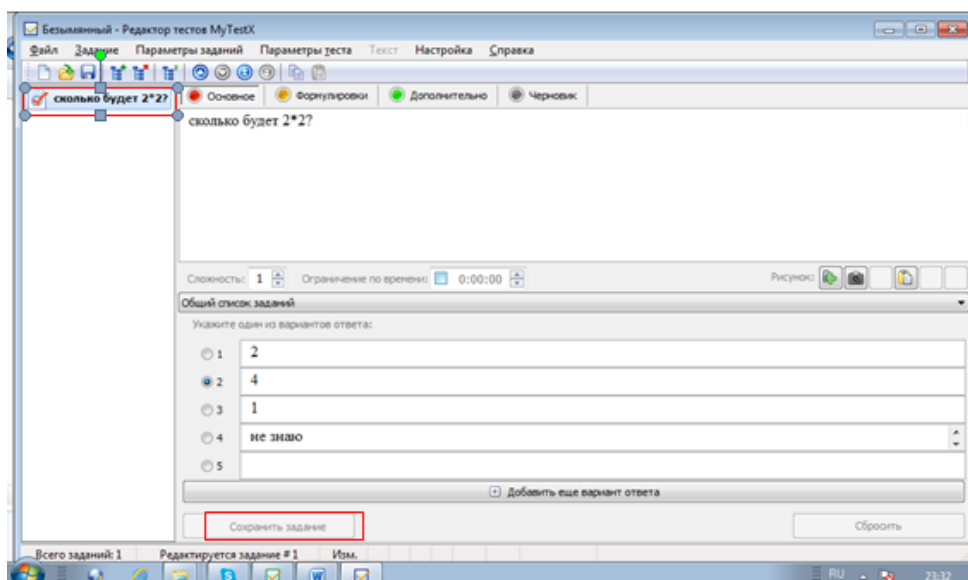 Безымянный - Редактор тестов MyTestX
Файл Задание Параметры заданий Параметры теста Текст Настройка Справка
сколько будет 2*2? Основное Формулировки Дополнительно Черновик
сколько будет 2*2?
Сложность: 1 Ограничение по времени: 0:00:00 Рисунок:
Общий список заданий
Укажите один из вариантов ответа:
1 2
2 4
3 1
4 не знаю
5
Добавить еще вариант ответа
Сохранить задание Сбросить
Всего заданий: 1 Редактируется задание #1 Изм.
RU 23:32